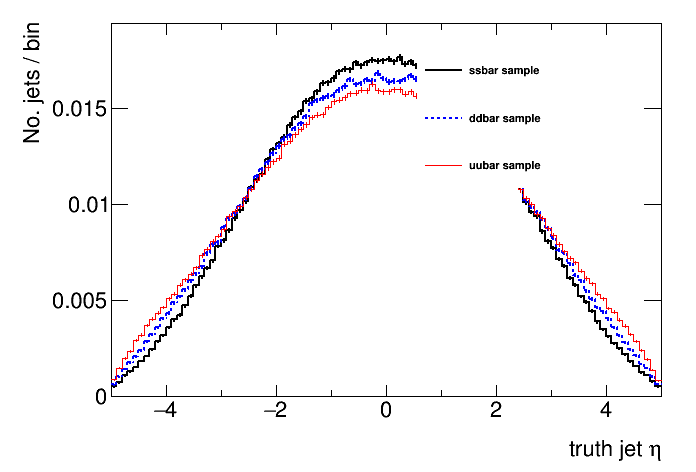 No. jets / bin
ssbar sample
ddbar sample
uubar sample
0.015
0.01
0.005
0
−4
−2
0
2
4
truth jet η